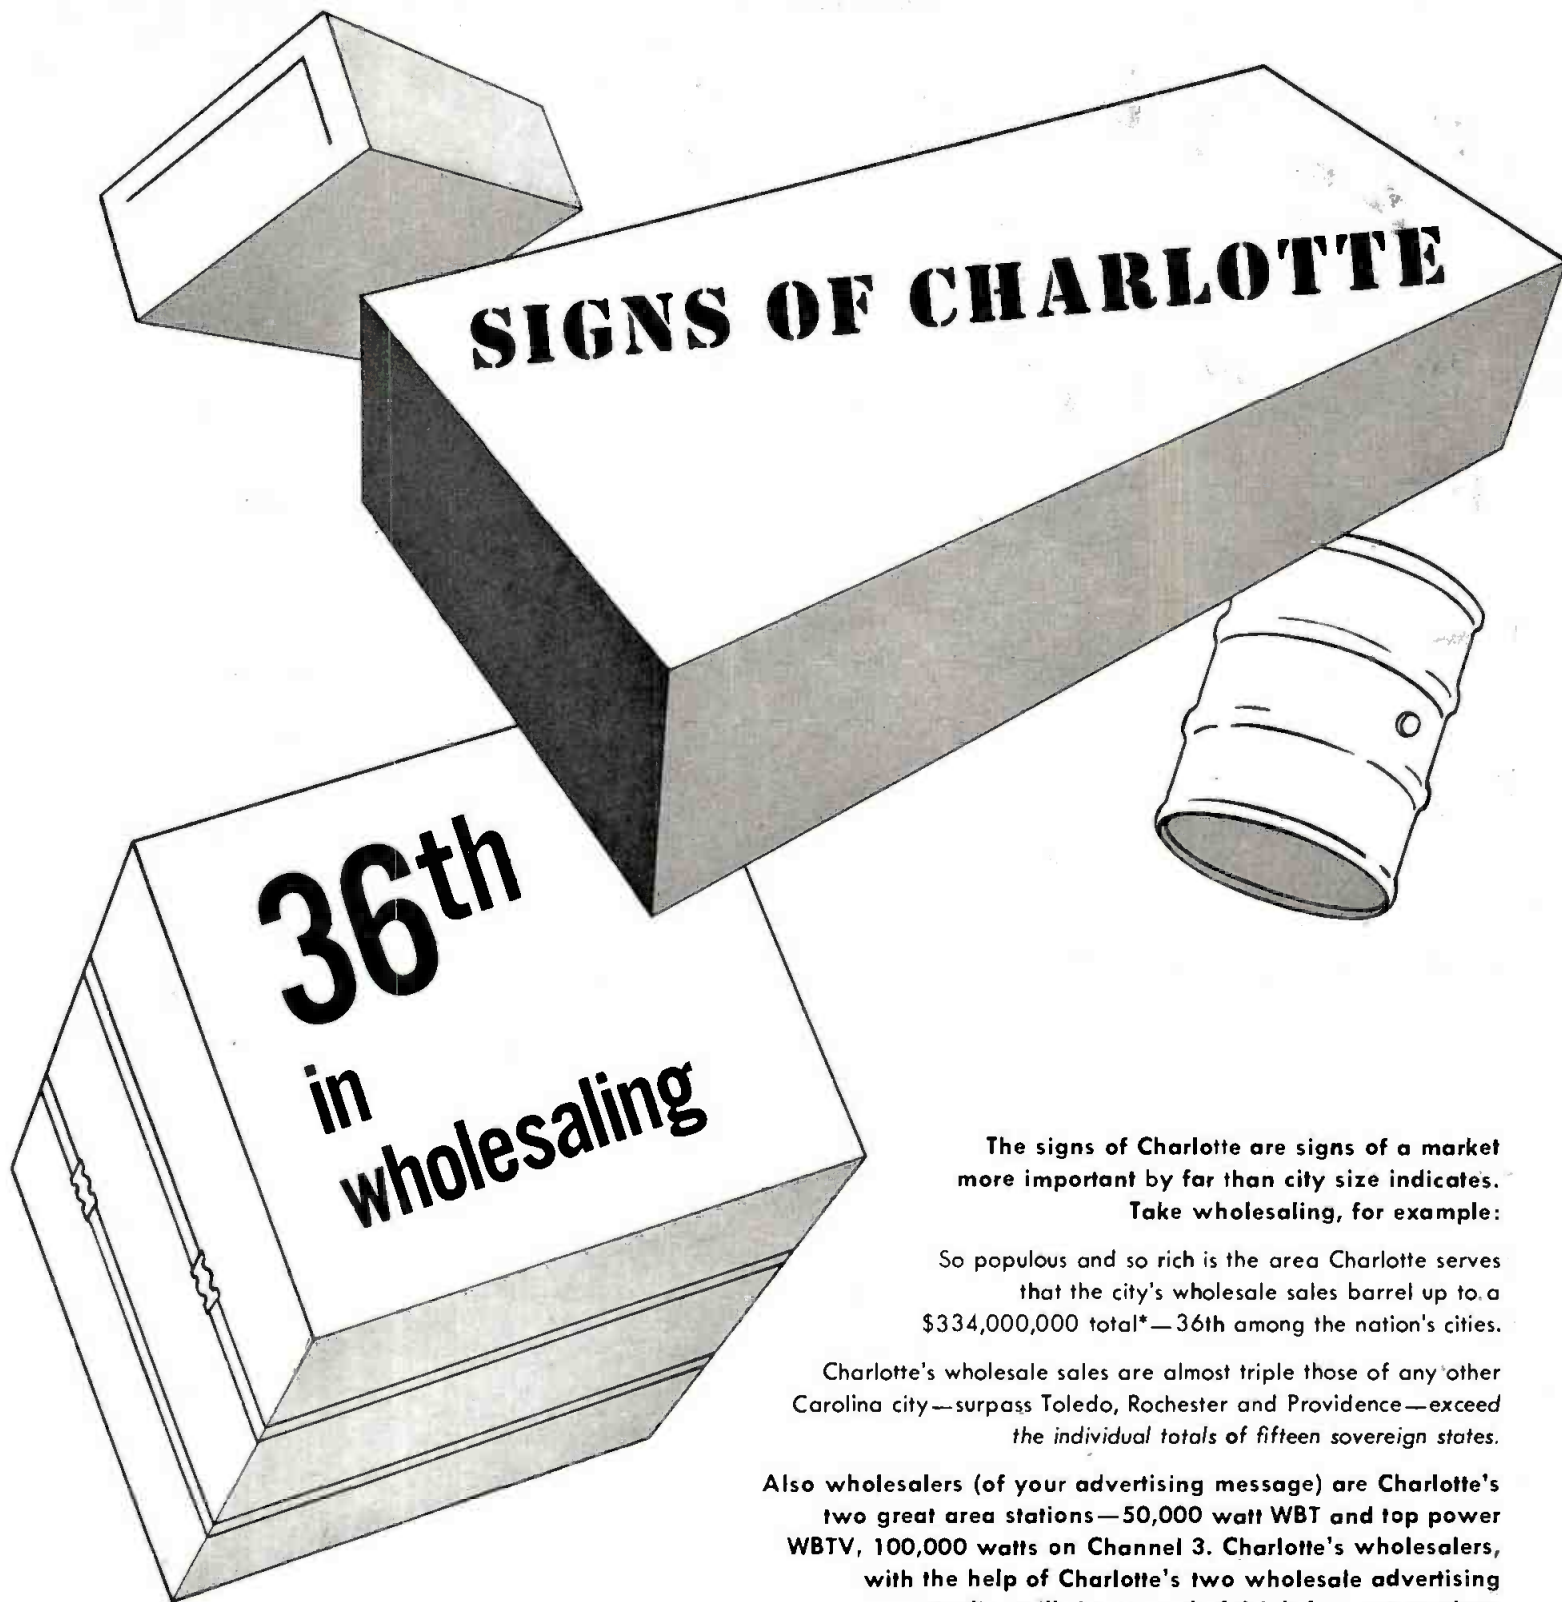 SIGNS OF CHARLOTTE
36th
in
wholesaling
The signs of Charlotte are signs of a market
more important by far than city size indicates.
Take wholesaling, for example:
So populous and so rich is the area Charlotte serves
that the city's wholesale sales barrel up to a
$334,000,000 total*—36th among the nation's cities.
Charlotte's wholesale sales are almost triple those of any other
Carolina city—surpass Toledo, Rochester and Providence—exceed
the individual totals of fifteen sovereign states.
Also wholesalers (of your advertising message) are Charlotte's
two great area stations—50,000 watt WBT and top power
WBTV, 100,000 watts on Channel 3. Charlotte's wholesalers,
with the help of Charlotte's two wholesale advertising